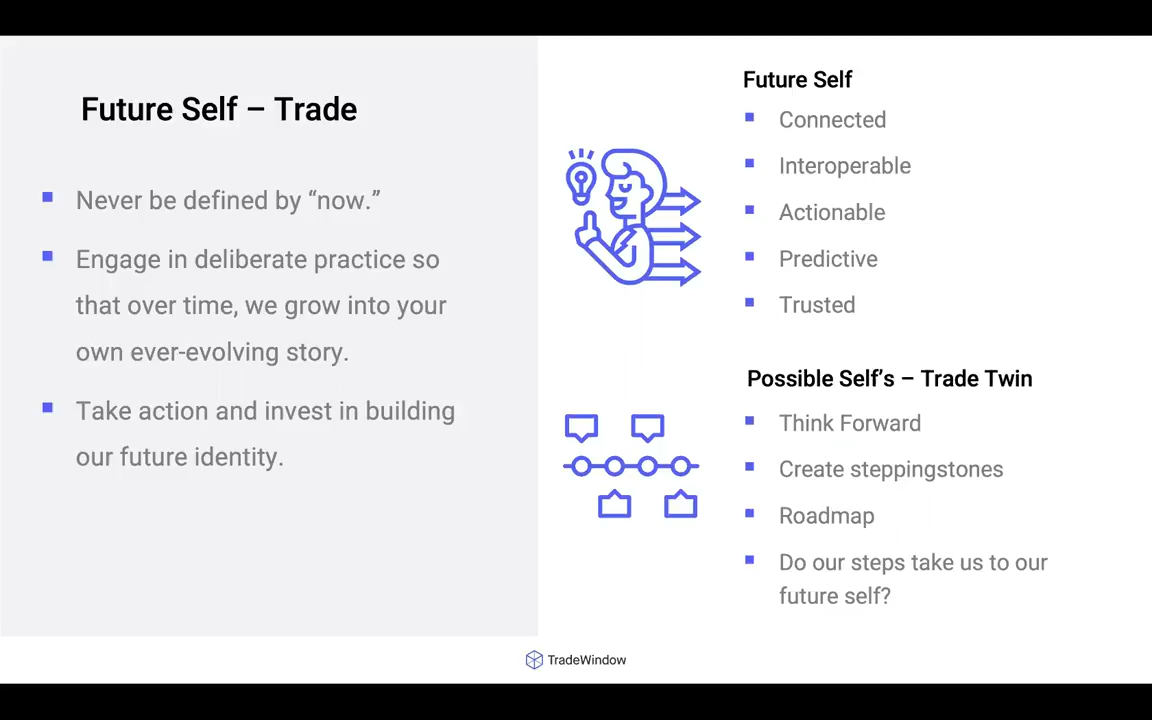 Future Self – Trade
Never be defined by “now.”
Engage in deliberate practice so
that over time, we grow into your
own ever-evolving story.
Take action and invest in building
our future identity.
Future Self
Connected
Interoperable
Actionable
Predictive
Trusted
Possible Self’s – Trade Twin
Think Forward
Create steppingstones
Roadmap
Do our steps take us to our
future self?
TradeWindow